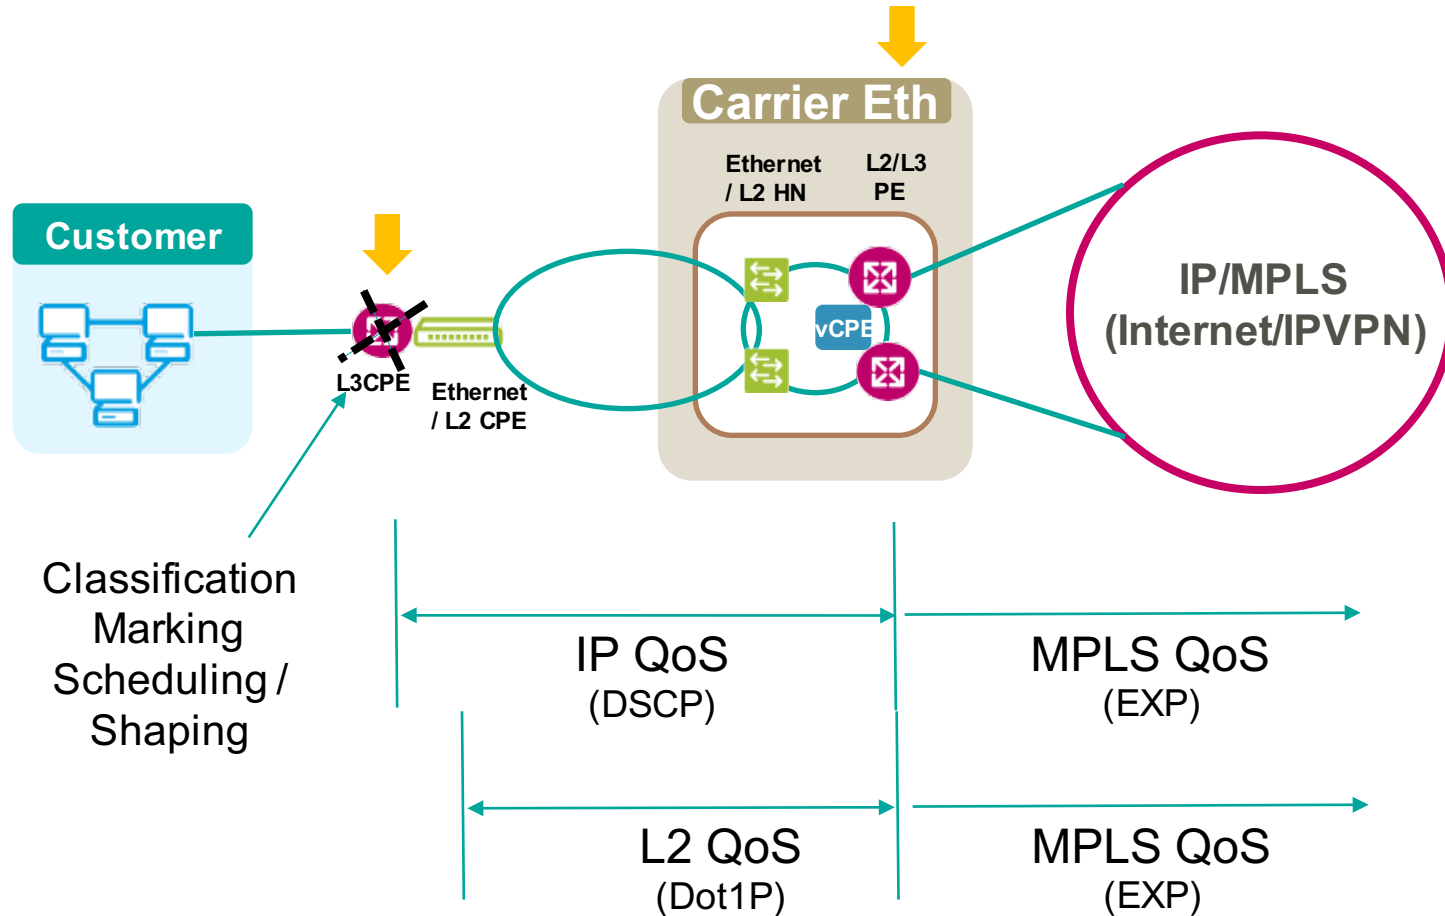 Carrier Eth
Ethernet
/ L2 HN
L2/L3
PE
Customer
vCPE
IP/MPLS
(Internet/IPVPN)
L3CPE
Ethernet
/ L2 CPE
Classification
Marking
Scheduling /
Shaping
IP QoS
(DSCP)
MPLS QoS
(EXP)
L2 QoS
(Dot1P)
MPLS QoS
(EXP)